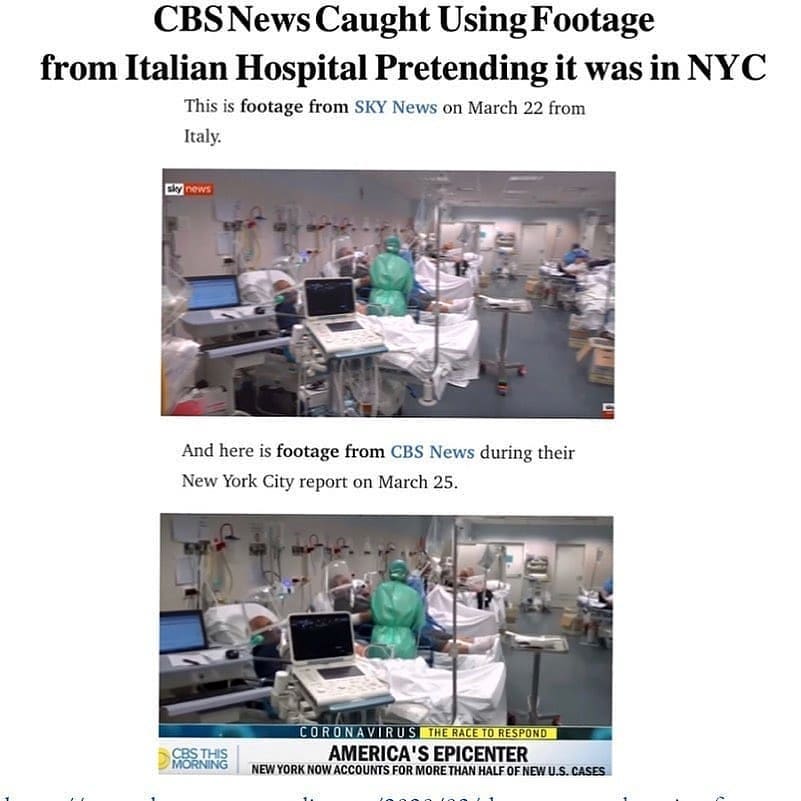 CBS News Caught Using Footage
from Italian Hospital Pretending it was in NYC
This is footage from SKY News on March 22 from
Italy.
sky news
And here is footage from CBS News during their
New York City report on March 25.
CORONAVIRUS THE RACE TO RESPOND
CBS THIS
MORNING
AMERICA'S EPICENTER
NEW YORK NOW ACCOUNTS FOR MORE THAN HALF OF NEW U.S. CASES